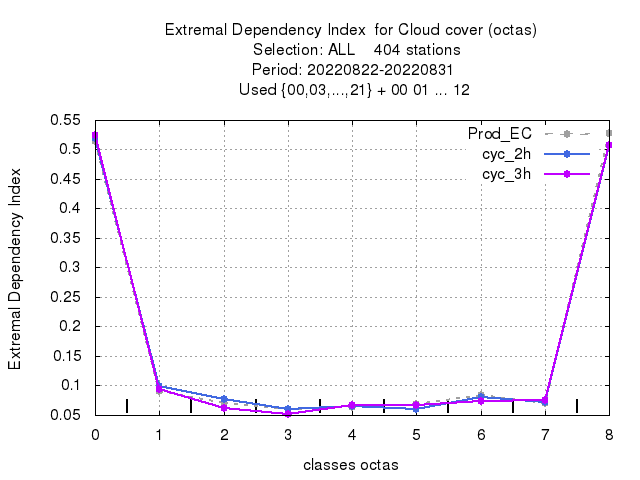 Extremal Dependency Index  for Cloud cover (octas)
Selection: ALL    404 stations
Period: 20220822-20220831
Used {00,03,...,21} + 00 01 ... 12
Prod_EC
cyc_2h
cyc_3h
Extremal Dependency Index
0.55
0.5
0.45
0.4
0.35
0.3
0.25
0.2
0.15
0.1
0.05
0 1 2 3 4 5 6 7 8
classes octas